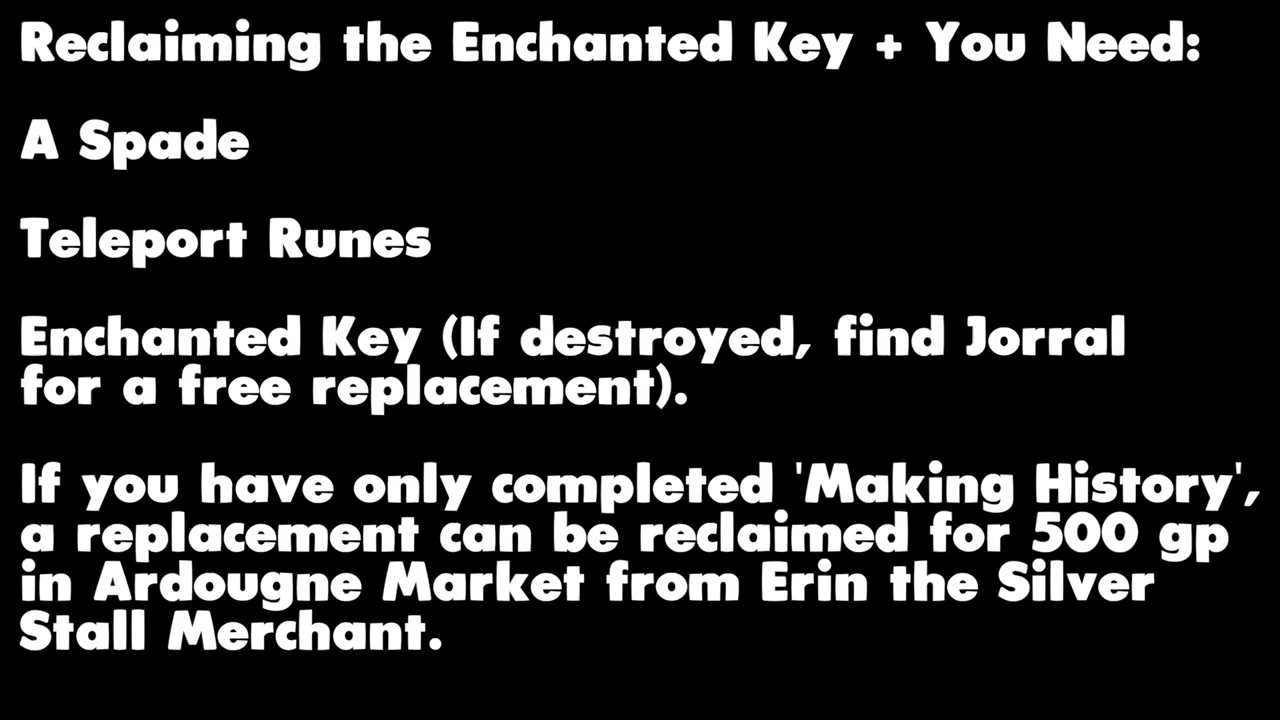 Reclaiming the Enchanted Key + You Need:
A Spade
Teleport Runes
Enchanted Key (If destroyed, find Jorral
for a free replacement).
If you have only completed 'Making History',
a replacement can be reclaimed for 500 gp
in Ardougne Market from Erin the Silver
Stall Merchant.